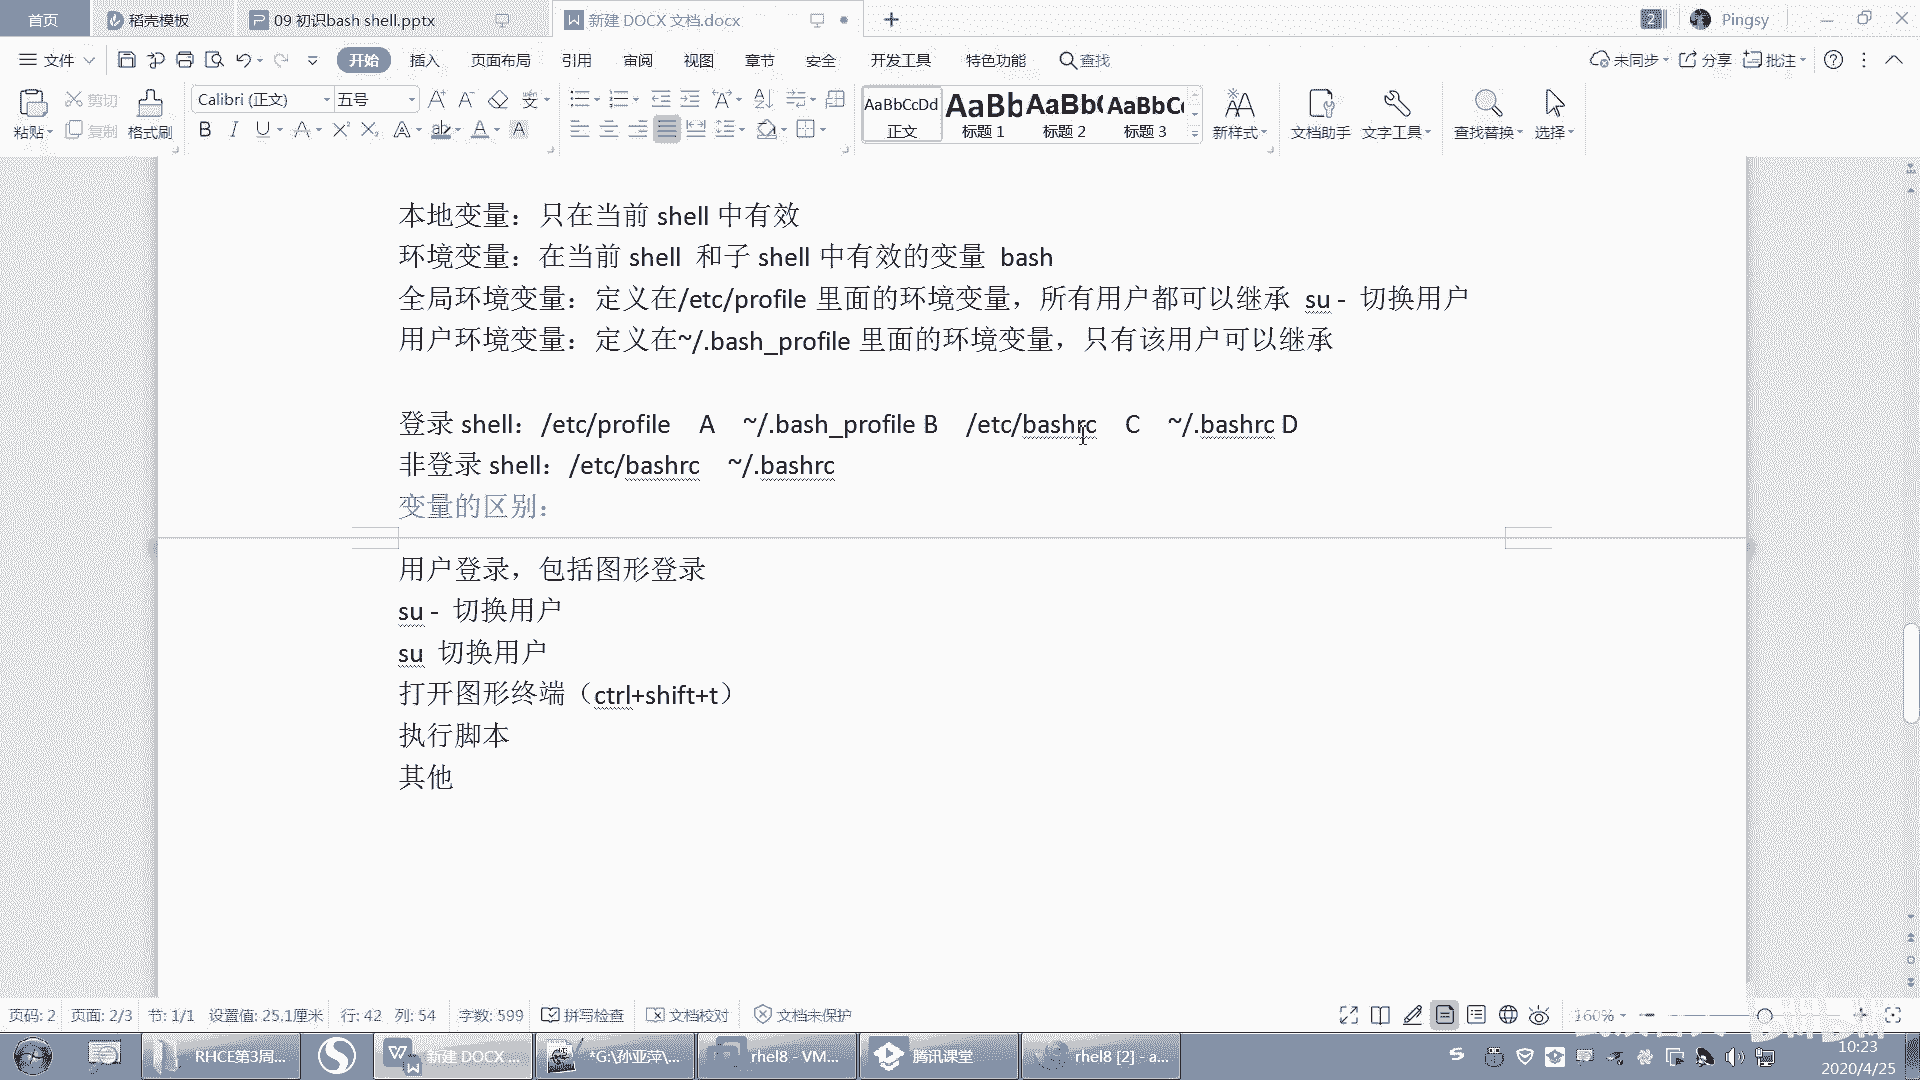 首页 稻壳模板 09 初识bash shell.pptx 新建 DOCX 文档.docx 2 Pingsy
文件 开始 插入 页面布局 引用 审阅 视图 章节 安全 开发工具 特色功能 查找 未同步 分享 批注
粘贴 剪切 复制 格式刷 Calibri (正文) 五号 AaBbCcDd 正文 AaBb 标题 1 AaBb( 标题 2 AaBbC 标题 3 新样式 文档助手 文字工具 查找替换 选择
本地变量：只在当前 shell 中有效
环境变量：在当前 shell 和子 shell 中有效的变量 bash
全局环境变量：定义在/etc/profile 里面的环境变量，所有用户都可以继承 su - 切换用户
用户环境变量：定义在~/.bash_profile 里面的环境变量，只有该用户可以继承
登录 shell：/etc/profile A ~/.bash_profile B /etc/bashrc C ~/.bashrc D
非登录 shell：/etc/bashrc ~/.bashrc
变量的区别：
用户登录，包括图形登录
su - 切换用户
su 切换用户
打开图形终端（ctrl+shift+t）
执行脚本
其他
页码: 2 页面: 2/3 节: 1/1 设置值: 25.1厘米 行: 42 列: 54 字数: 599 拼写检查 文档校对 文档未保护 160%
RHCE第3周... 新建 DOCX ... *G:\孙亚萍\... rhel8 - VM... 腾讯课堂 rhel8 [2] - a...
10:23
2020/4/25